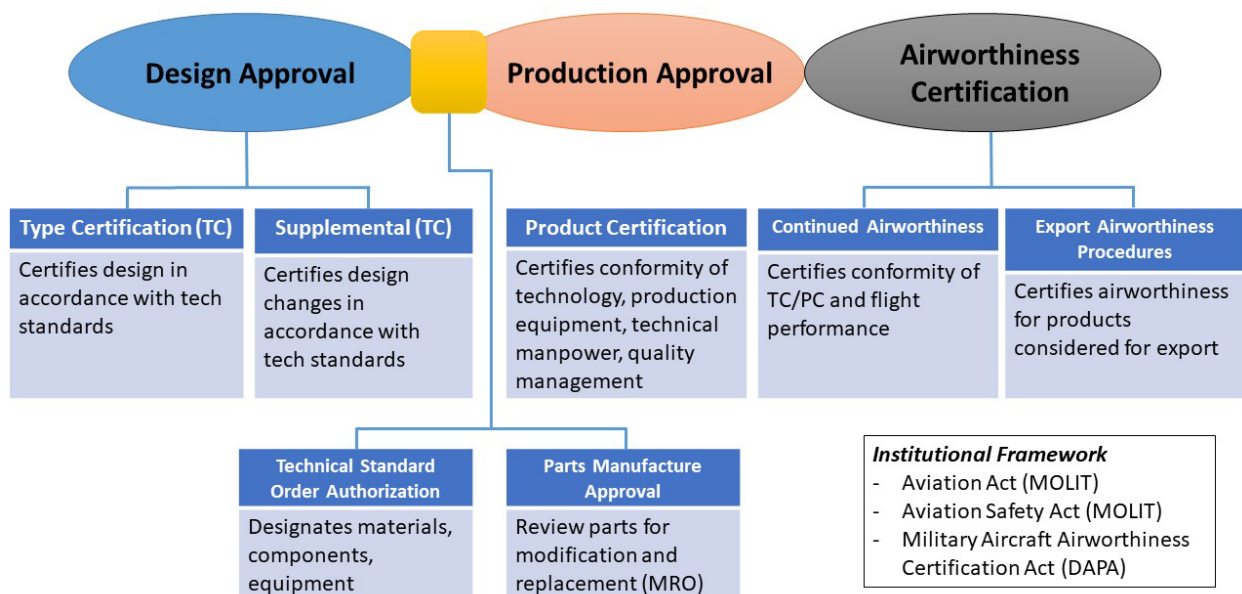 Design Approval
Production Approval
Airworthiness
Certification
Type Certification (TC)
Certifies design in
accordance with tech
standards
Supplemental (TC)
Certifies design
changes in
accordance with
tech standards
Product Certification
Certifies conformity of
technology, production
equipment, technical
manpower, quality
management
Continued Airworthiness
Certifies conformity of
TC/PC and flight
performance
Export Airworthiness
Procedures
Certifies airworthiness
for products
considered for export
Technical Standard
Order Authorization
Designates materials,
components,
equipment
Parts Manufacture
Approval
Review parts for
modification and
replacement (MRO)
Institutional Framework
- Aviation Act (MOLIT)
- Aviation Safety Act (MOLIT)
- Military Aircraft Airworthiness
Certification Act (DAPA)